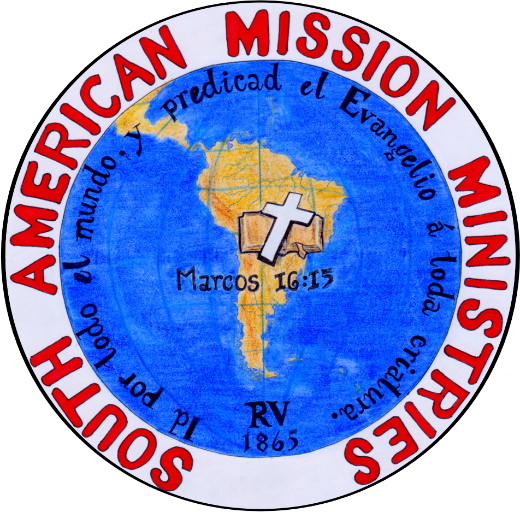 SOUTH AMERICAN MISSION MINISTRIES
Id por todo el mundo, y predicad el Evangelio á toda criatura.
Marcos 16:15
RV
1865